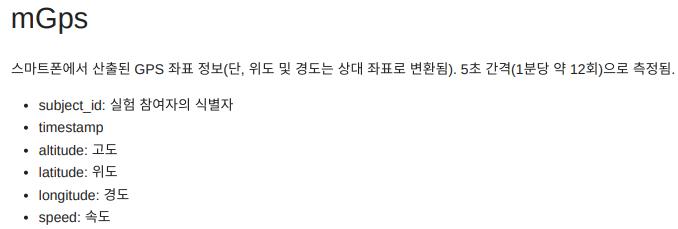 mGps
스마트폰에서 산출된 GPS 좌표 정보(단, 위도 및 경도는 상대 좌표로 변환됨). 5초 간격(1분당 약 12회)으로 측정됨.
• subject_id: 실험 참여자의 식별자
• timestamp
• altitude: 고도
• latitude: 위도
• longitude: 경도
• speed: 속도